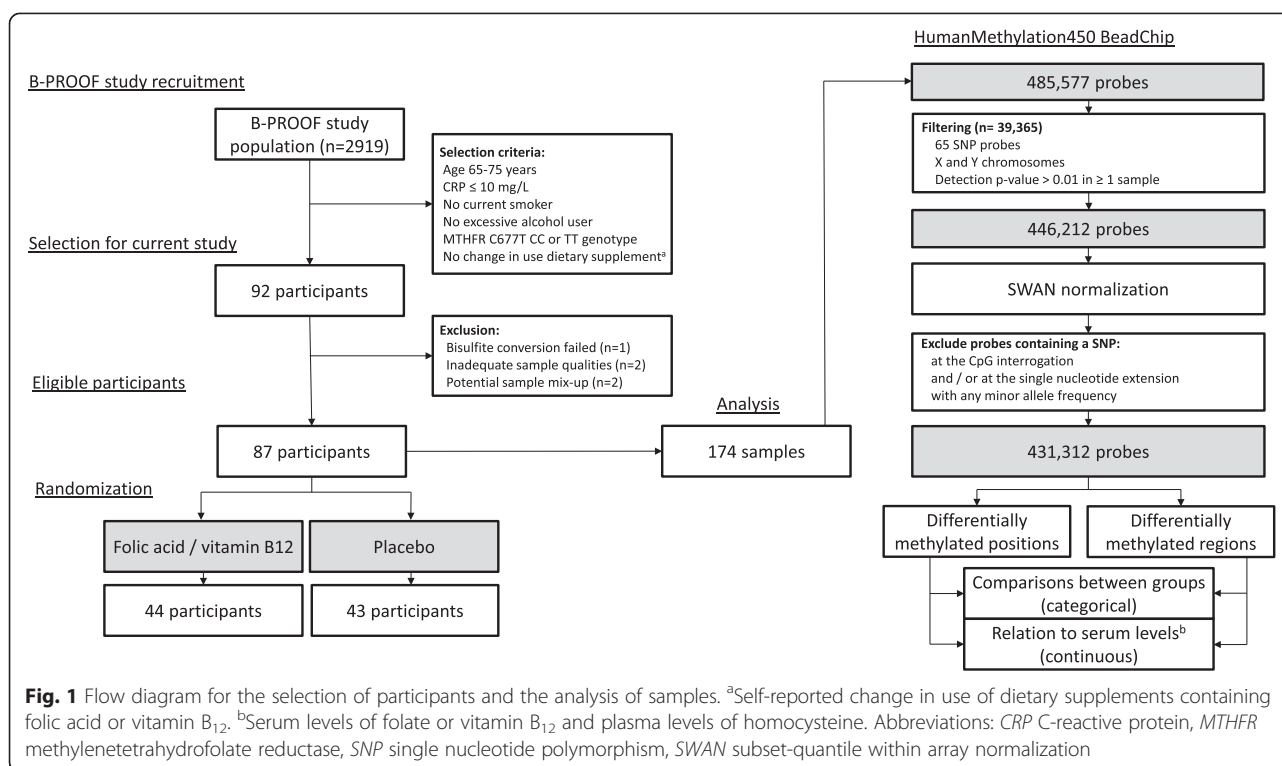 B-PROOF study recruitment
B-PROOF study
population (n=2919)
Selection criteria:
Age 65-75 years
CRP ≤ 10 mg/L
No current smoker
No excessive alcohol user
MTHFR C677T CC or TT genotype
No change in use dietary supplementᵃ
Selection for current study
92 participants
Exclusion:
Bisulfite conversion failed (n=1)
Inadequate sample qualities (n=2)
Potential sample mix-up (n=2)
Eligible participants
87 participants
Analysis
174 samples
Randomization
Folic acid / vitamin B12
Placebo
44 participants
43 participants
HumanMethylation450 BeadChip
485,577 probes
Filtering (n= 39,365)
65 SNP probes
X and Y chromosomes
Detection p-value > 0.01 in ≥ 1 sample
446,212 probes
SWAN normalization
Exclude probes containing a SNP:
at the CpG interrogation
and / or at the single nucleotide extension
with any minor allele frequency
431,312 probes
Differentially
methylated positions
Differentially
methylated regions
Comparisons between groups
(categorical)
Relation to serum levelsᵇ
(continuous)
Fig. 1 Flow diagram for the selection of participants and the analysis of samples. ᵃSelf-reported change in use of dietary supplements containing
folic acid or vitamin B₁₂. ᵇSerum levels of folate or vitamin B₁₂ and plasma levels of homocysteine. Abbreviations: CRP C-reactive protein, MTHFR
methylenetetrahydrofolate reductase, SNP single nucleotide polymorphism, SWAN subset-quantile within array normalization